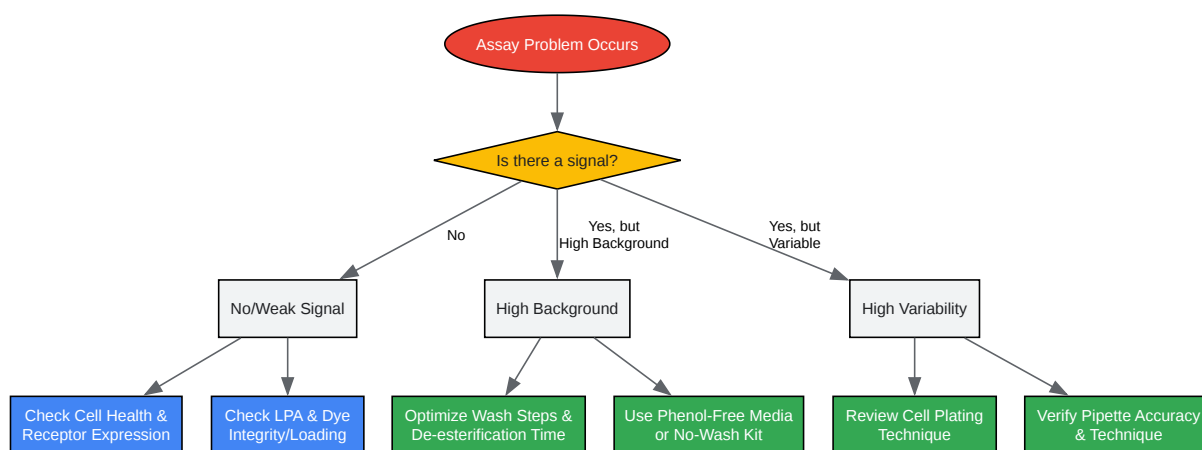 Assay Problem Occurs
Is there a signal?
No
Yes, but
High Background
Yes, but
Variable
No/Weak Signal
High Background
High Variability
Check Cell Health &
Receptor Expression
Check LPA & Dye
Integrity/Loading
Optimize Wash Steps &
De-esterification Time
Use Phenol-Free Media
or No-Wash Kit
Review Cell Plating
Technique
Verify Pipette Accuracy
& Technique